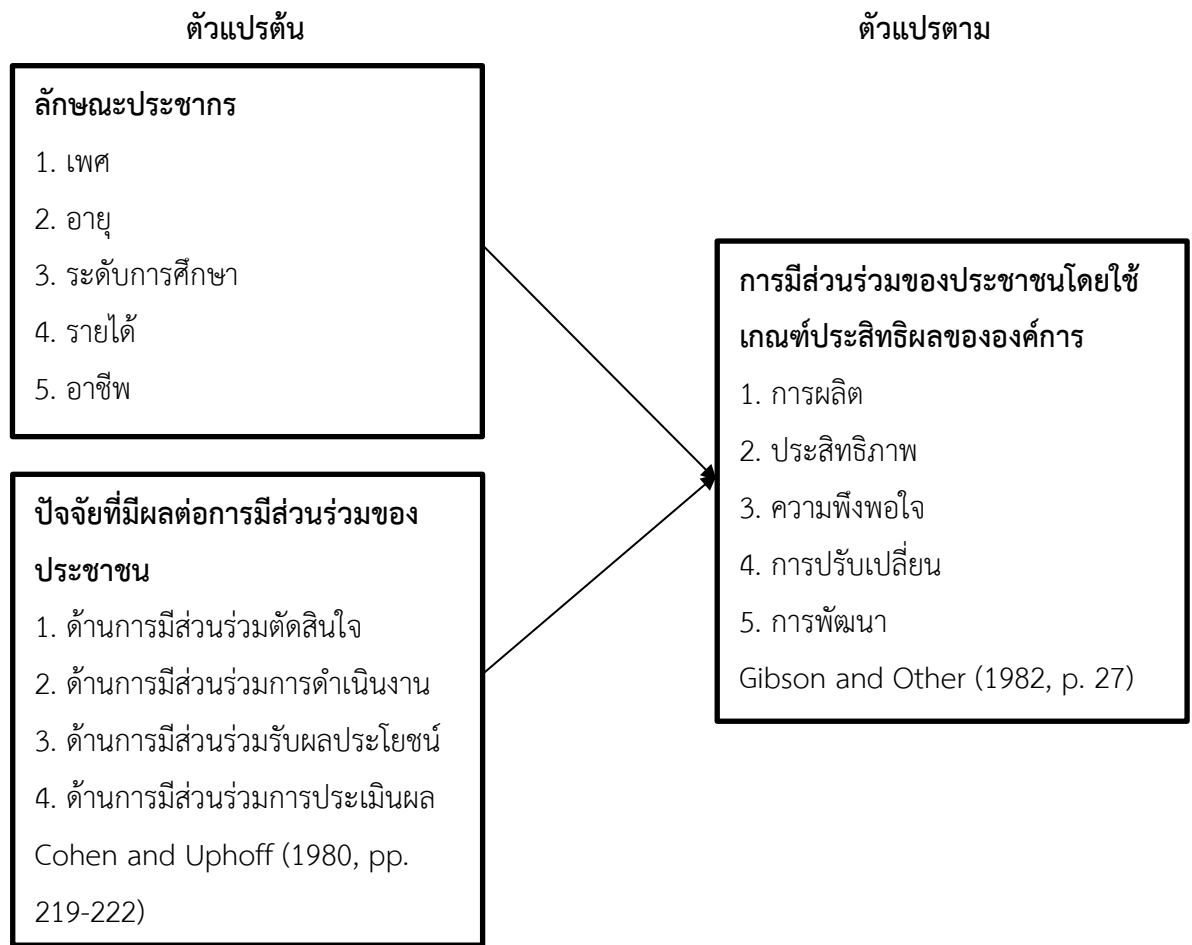 ตัวแปรต้น
ตัวแปรตาม
ลักษณะประชากร
1. เพศ
2. อายุ
3. ระดับการศึกษา
4. รายได้
5. อาชีพ
ปัจจัยที่มีผลต่อการมีส่วนร่วมของ
ประชาชน
1. ด้านการมีส่วนร่วมตัดสินใจ
2. ด้านการมีส่วนร่วมการดำเนินงาน
3. ด้านการมีส่วนร่วมรับผลประโยชน์
4. ด้านการมีส่วนร่วมการประเมินผล
Cohen and Uphoff (1980, pp.
219-222)
การมีส่วนร่วมของประชาชนโดยใช้
เกณฑ์ประสิทธิผลขององค์การ
1. การผลิต
2. ประสิทธิภาพ
3. ความพึงพอใจ
4. การปรับเปลี่ยน
5. การพัฒนา
Gibson and Other (1982, p. 27)